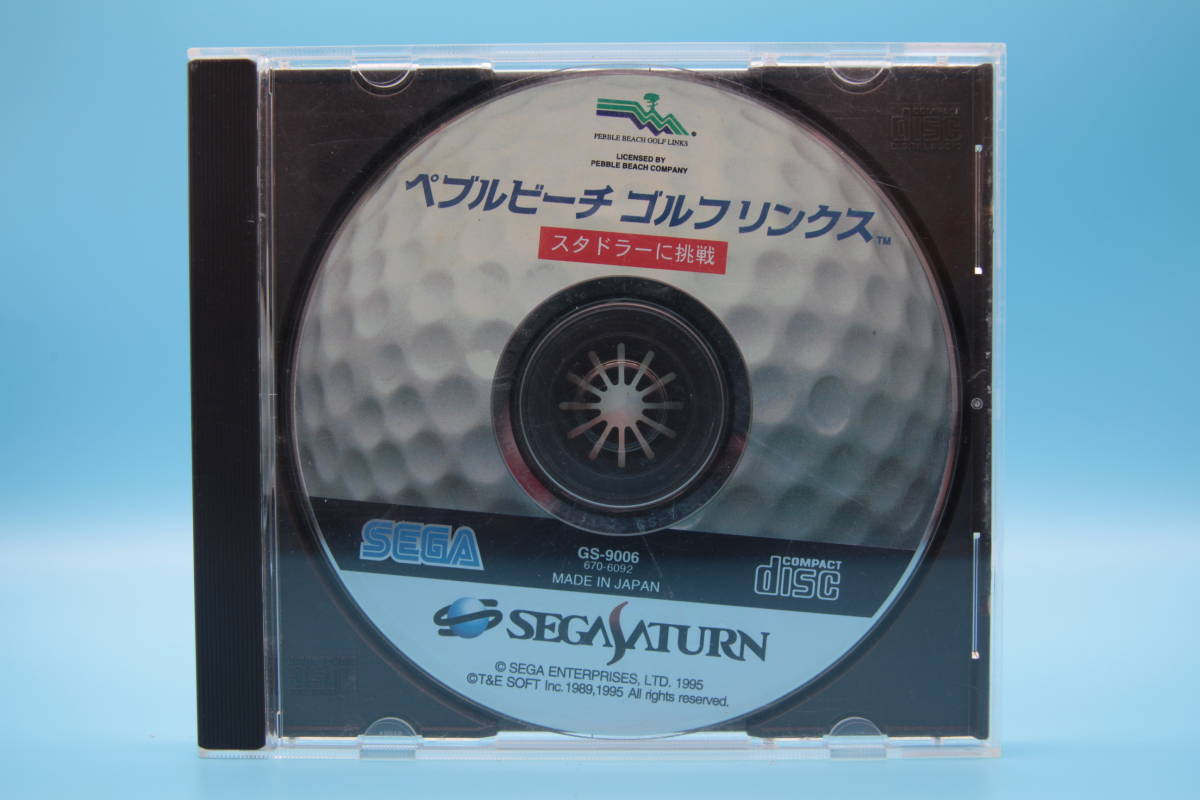 PEBBLE BEACH GOLF LINKS
LICENSED BY
PEBBLE BEACH COMPANY
ペブルビーチ ゴルフリンクス™
スタドラーに挑戦
SEGA
GS-9006
670-6092
MADE IN JAPAN
COMPACT
disc
SEGASATURN
© SEGA ENTERPRISES, LTD. 1995
©T&E SOFT Inc. 1989,1995 All rights reserved.